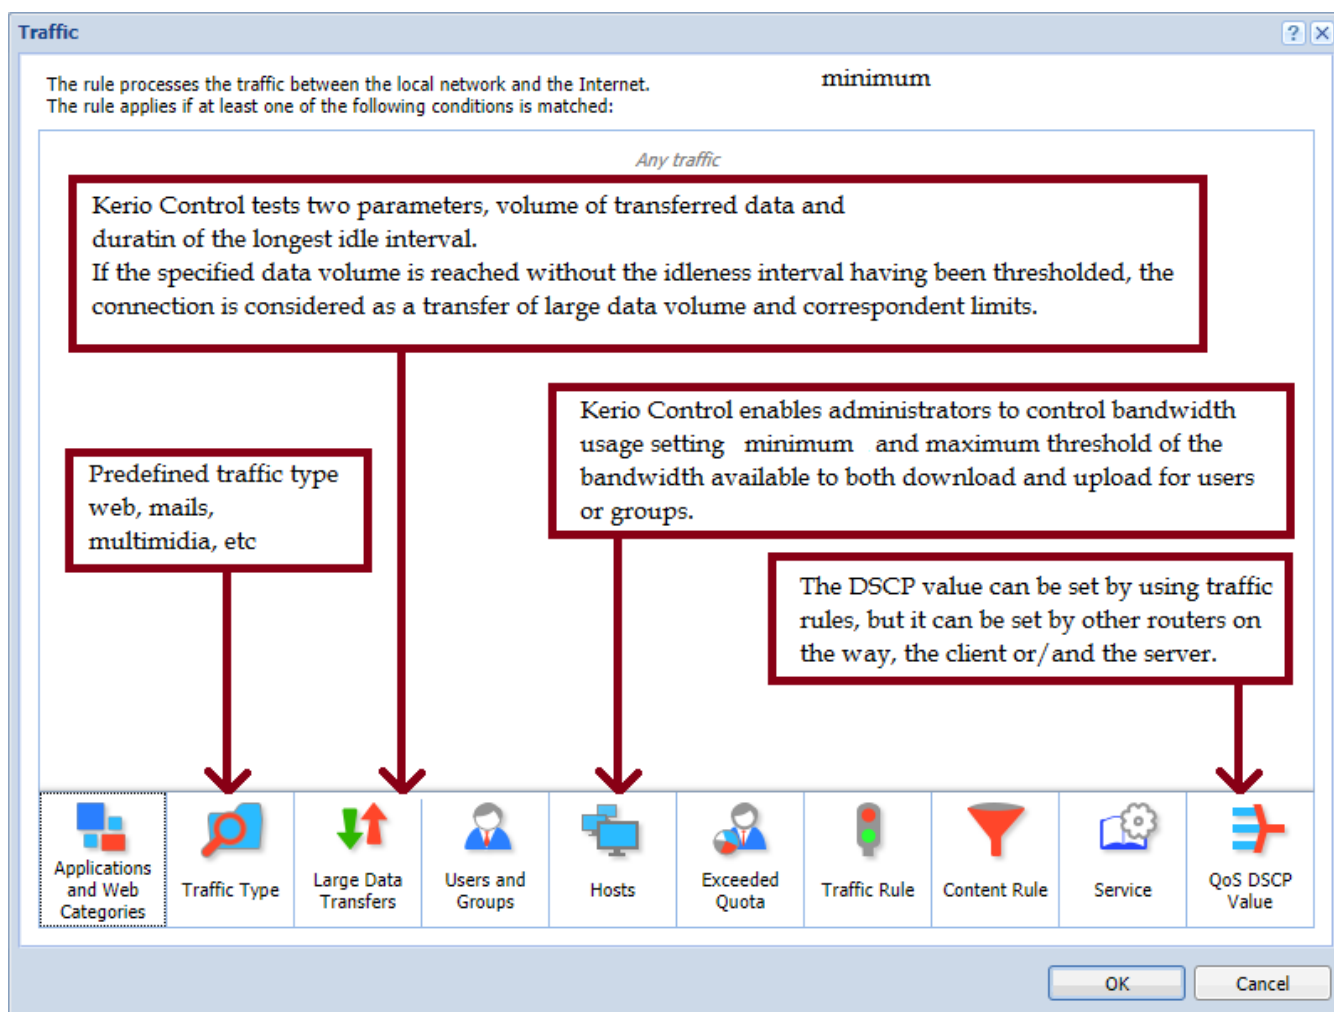 Traffic
The rule processes the traffic between the local network and the Internet.
minimum
The rule applies if at least one of the following conditions is matched:
Any traffic
Kerio Control tests two parameters, volume of transferred data and
duratin of the longest idle interval.
If the specified data volume is reached without the idleness interval having been thresholded, the
connection is considered as a transfer of large data volume and correspondent limits.
Kerio Control enables administrators to control bandwidth
usage setting minimum and maximum threshold of the
bandwidth available to both download and upload for users
or groups.
Predefined traffic type
web, mails,
multimidia, etc
The DSCP value can be set by using traffic
rules, but it can be set by other routers on
the way, the client or/and the server.
Applications
and Web
Categories
Traffic Type
Large Data
Transfers
Users and
Groups
Hosts
Exceeded
Quota
Traffic Rule
Content Rule
Service
QoS DSCP
Value
OK
Cancel